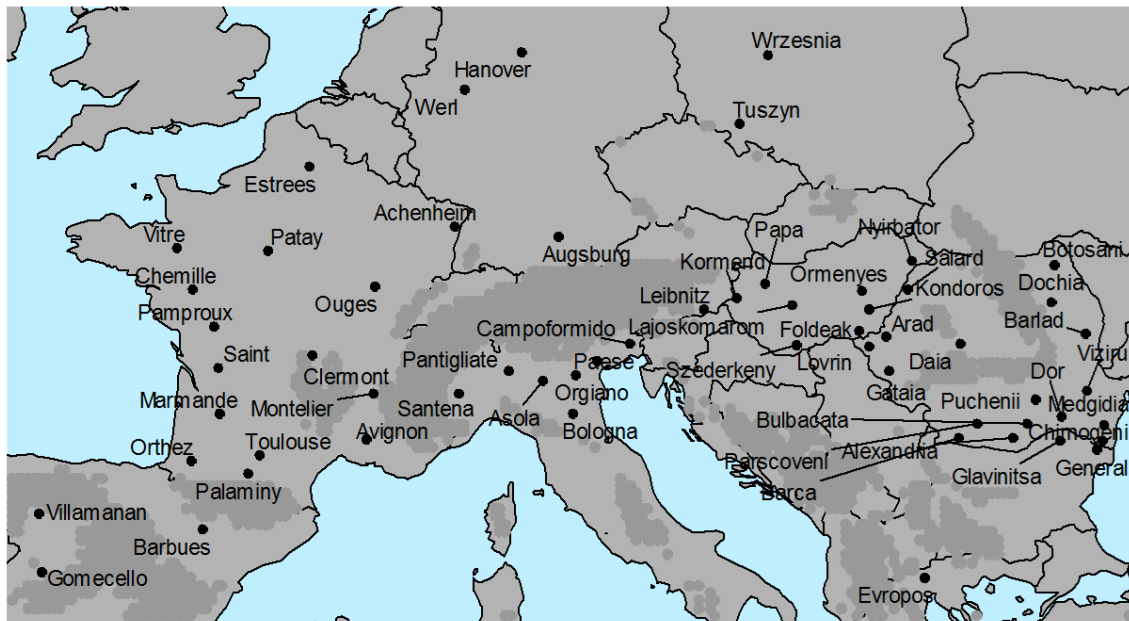 Wrzesnia
Hanover
Werl
Tuszyn
Estrees
Achenheim
Vitre
Patay
Augsburg
Papa
Nyirbator
Botosani
Chemille
Kormend
Ormenyes
Salard
Dochia
Ouges
Leibnitz
Kondoros
Pamproux
Campoformido
Lajoskomarom
Foldeak
Arad
Barlad
Saint
Pantigliate
Paese
Szederkeny
Lovrin
Daia
Viziru
Clermont
Orgiano
Gataia
Dor
Marmande
Montelier
Santena
Asola
Puchenii
Medgidia
Bulbacata
Orthez
Toulouse
Avignon
Bologna
Chirnogeni
Parscoveni
Alexandria
Glavinitsa
General
Palaminy
Barca
Villamanan
Barbues
Gomecello
Evropos